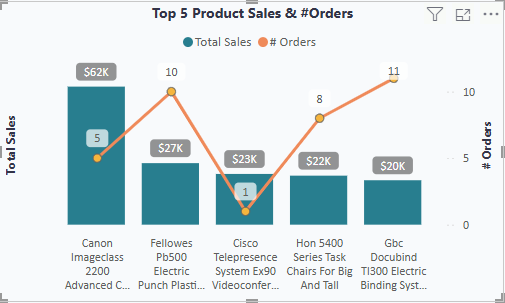 Top 5 Product Sales & #Orders
Total Sales # Orders
Total Sales
# Orders
$62K
$27K
$23K
$22K
$20K
5
10
1
8
11
10
5
0
Canon
Imageclass
2200
Advanced C...
Fellowes
Pb500
Electric
Punch Plasti...
Cisco
Telepresence
System Ex90
Videoconfer...
Hon 5400
Series Task
Chairs For Big
And Tall
Gbc
Docubind
Tl300 Electric
Binding Syst...